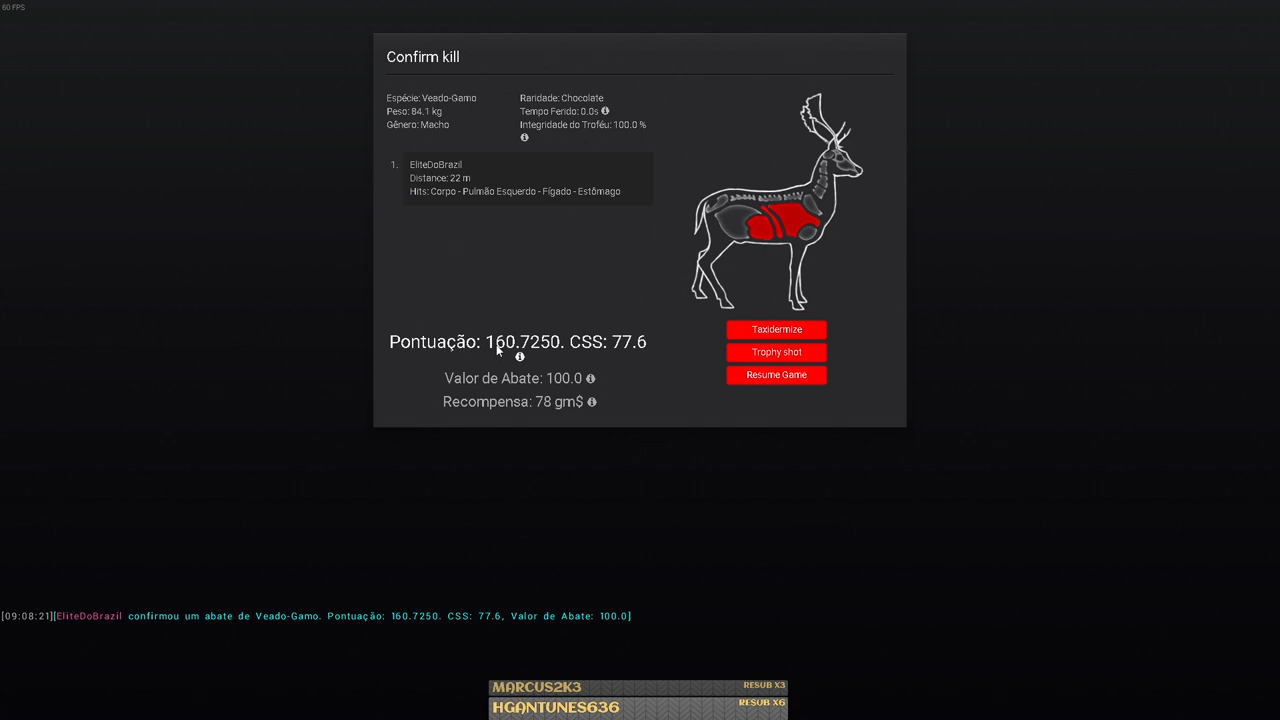 60 FPS
Confirm kill
Espécie: Veado-Gamo
Peso: 84.1 kg
Gênero: Macho
Raridade: Chocolate
Tempo Ferido: 0.0s
Integridade do Troféu: 100.0 %
1.
EliteDoBrazil
Distance: 22 m
Hits: Corpo - Pulmão Esquerdo - Fígado - Estômago
Pontuação: 160.7250. CSS: 77.6
Valor de Abate: 100.0
Recompensa: 78 gm$
Taxidermize
Trophy shot
Resume Game
[09:08:21][EliteDoBrazil confirmou um abate de Veado-Gamo. Pontuação: 160.7250. CSS: 77.6, Valor de Abate: 100.0]
MARCUS2K3 RESUB X3
HGANTUNES636 RESUB X6